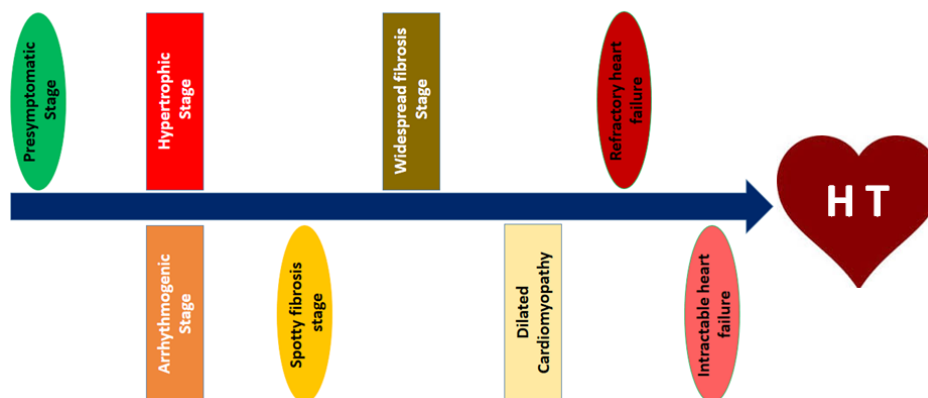 Presymptomatic
Stage
Hypertrophic
Stage
Widespread fibrosis
Stage
Refractory heart
failure
H T
Arrhythmogenic
Stage
Spotty fibrosis
stage
Dilated
Cardiomyopathy
Intractable heart
failure